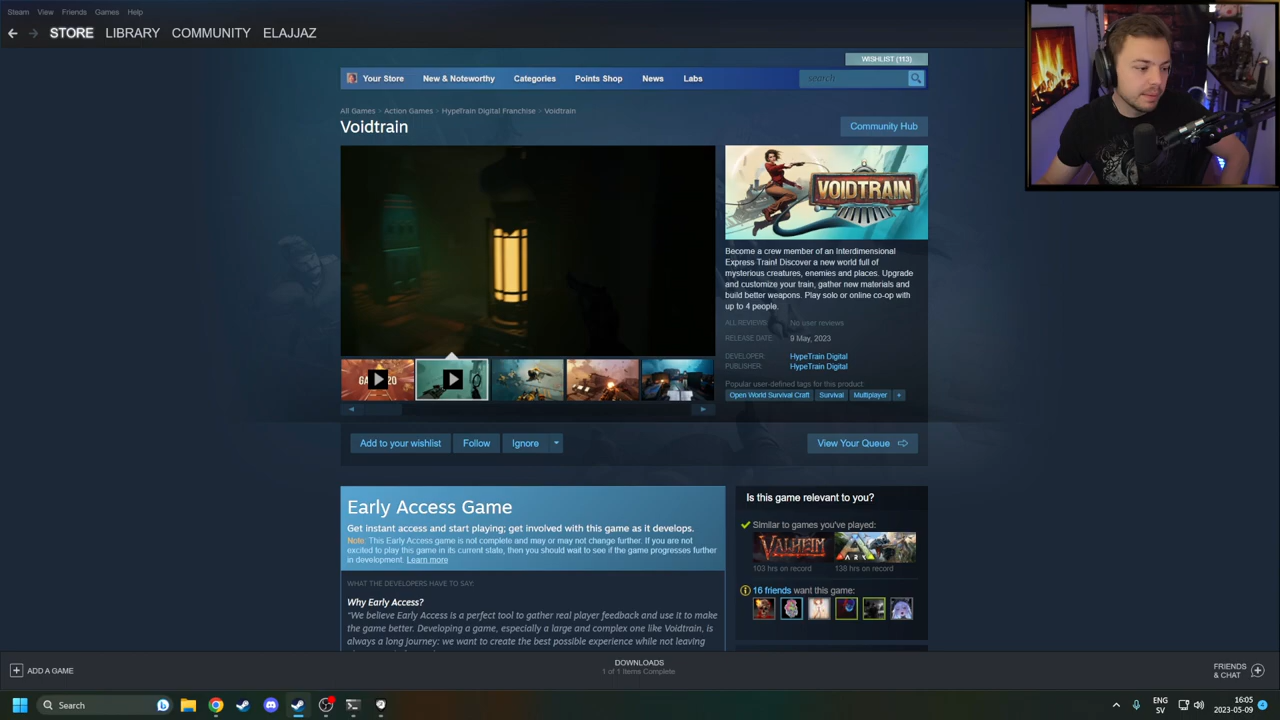 Steam View Friends Games Help
STORE LIBRARY COMMUNITY ELAJJAZ
WISHLIST (113)
Your Store New & Noteworthy Categories Points Shop News Labs search
All Games > Action Games > HypeTrain Digital Franchise > Voidtrain
Voidtrain
Community Hub
VOIDTRAIN
Become a crew member of an Interdimensional
Express Train! Discover a new world full of
mysterious creatures, enemies and places. Upgrade
and customize your train, gather new materials and
build better weapons. Play solo or online co-op with
up to 4 people.
ALL REVIEWS: No user reviews
RELEASE DATE: 9 May, 2023
DEVELOPER: HypeTrain Digital
PUBLISHER: HypeTrain Digital
Popular user-defined tags for this product:
Open World Survival Craft Survival Multiplayer +
Add to your wishlist Follow Ignore View Your Queue
Early Access Game
Get instant access and start playing; get involved with this game as it develops.
Note: This Early Access game is not complete and may or may not change further. If you are not
excited to play this game in its current state, then you should wait to see if the game progresses further
in development. Learn more
WHAT THE DEVELOPERS HAVE TO SAY:
Why Early Access?
“We believe Early Access is a perfect tool to gather real player feedback and use it to make
the game better. Developing a game, especially a large and complex one like Voidtrain, is
always a long journey: we want to create the best possible experience while not leaving
Is this game relevant to you?
Similar to games you've played:
VALHEIM ARK
103 hrs on record 138 hrs on record
16 friends want this game:
ADD A GAME
DOWNLOADS
1 of 1 Items Complete
FRIENDS
& CHAT
Search
ENG
SV
16:05
2023-05-09